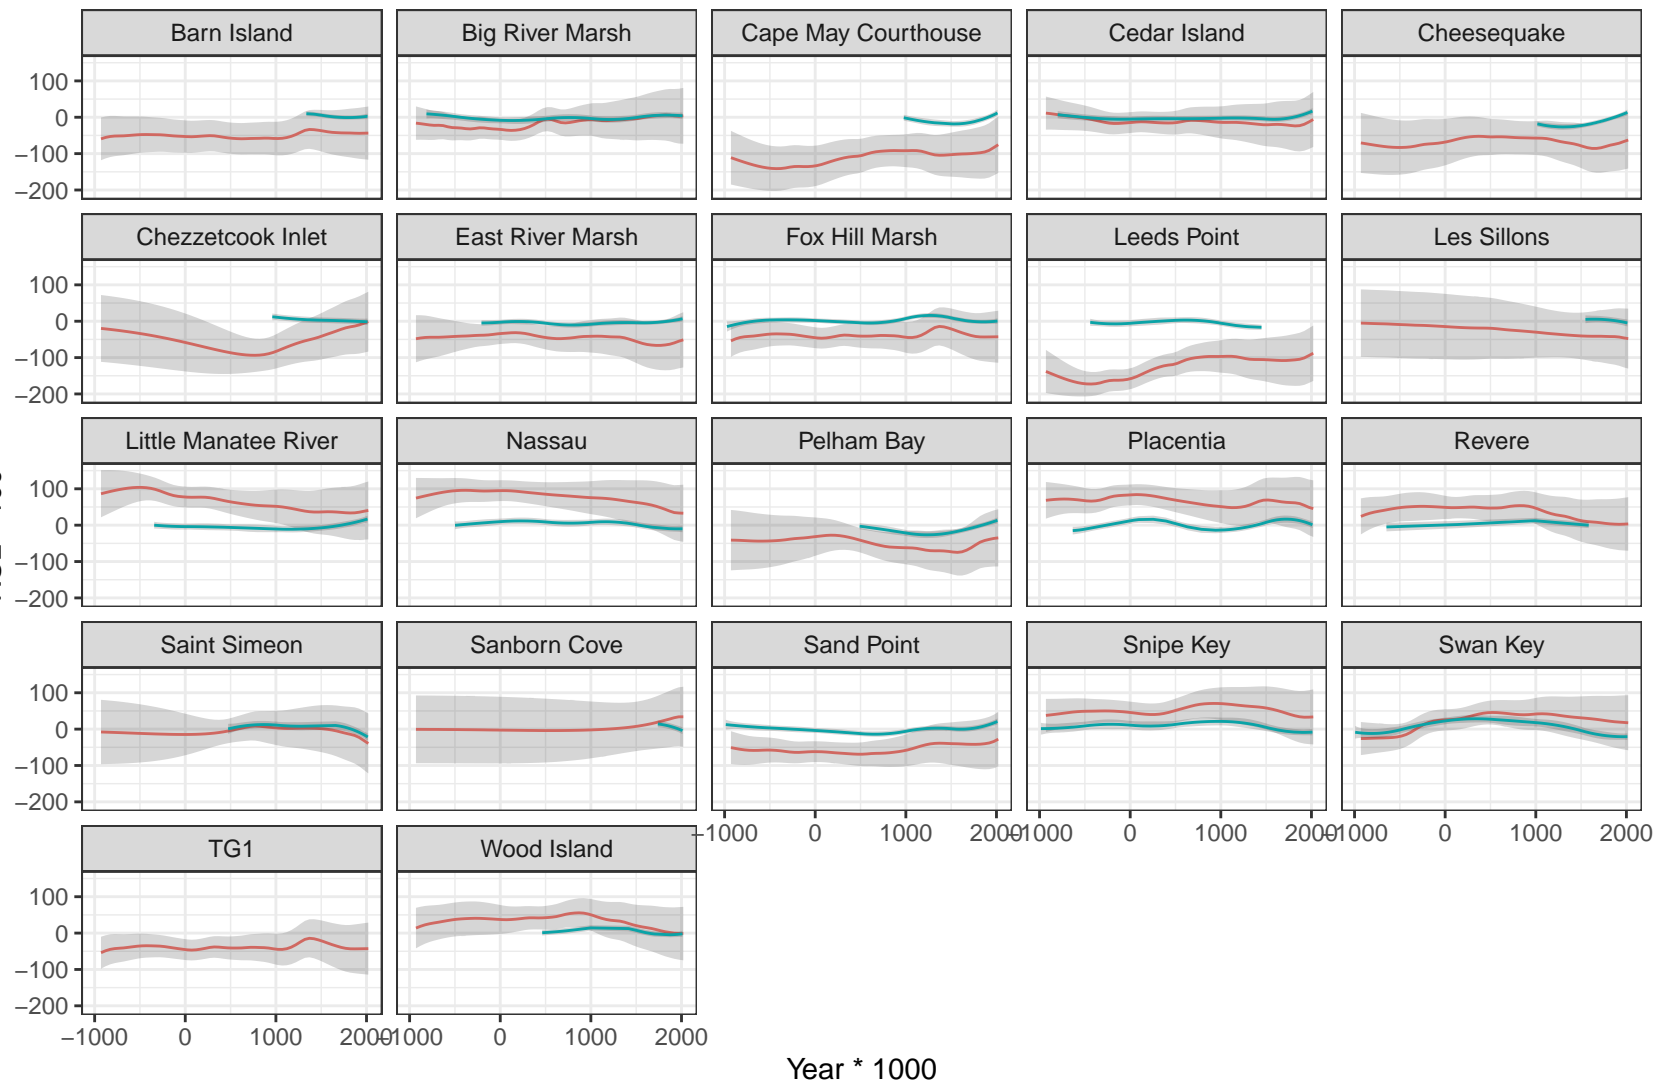 Barn Island Big River Marsh Cape May Courthouse Cedar Island Cheesequake
100
0
−100
−200
Chezzetcook Inlet East River Marsh Fox Hill Marsh Leeds Point Les Sillons
100
0
−100
−200
Little Manatee River Nassau Pelham Bay Placentia Revere
100
0
−100
−200
Saint Simeon Sanborn Cove Sand Point Snipe Key Swan Key
100
0
−100
−200
−1000 0 1000 2000 −1000 0 1000 2000 −1000 0 1000 2000
TG1 Wood Island
100
0
−100
−200
−1000 0 1000 2000 −1000 0 1000 2000
Year * 1000